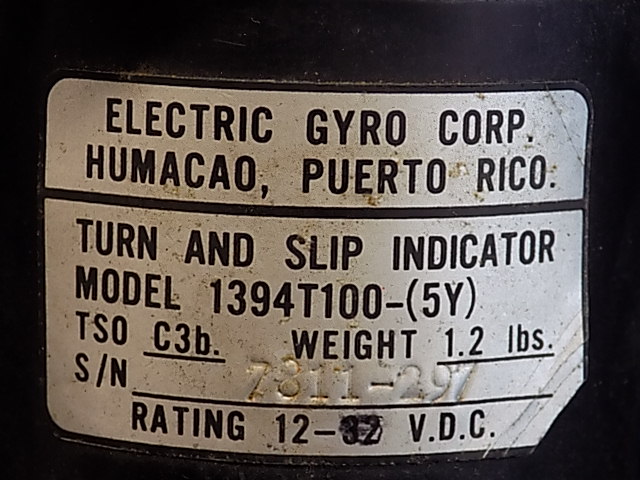 ELECTRIC GYRO CORP.
HUMACAO, PUERTO RICO.
TURN AND SLIP INDICATOR
MODEL 1394T100-(5Y)
TSO C3b. WEIGHT 1.2 lbs.
S/N 7811-297
RATING 12-32 V.D.C.